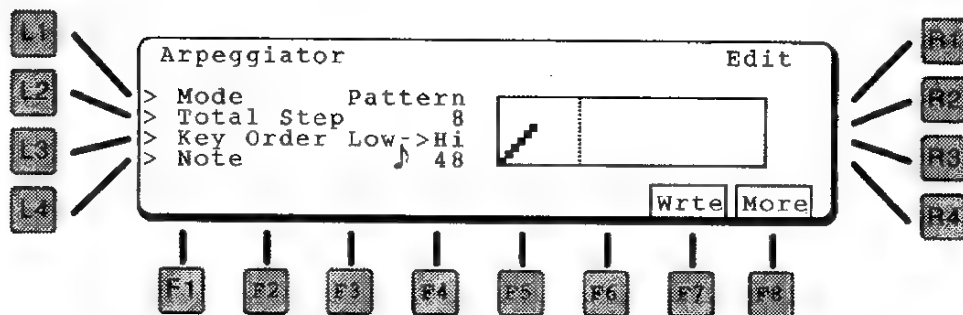 L1
R1
Arpeggiator Edit
L2
R2
> Mode Pattern
> Total Step 8
> Key Order Low->Hi
> Note ♪ 48
L3
R3
L4
R4
Wrte More
F1 F2 F3 F4 F5 F6 F7 F8